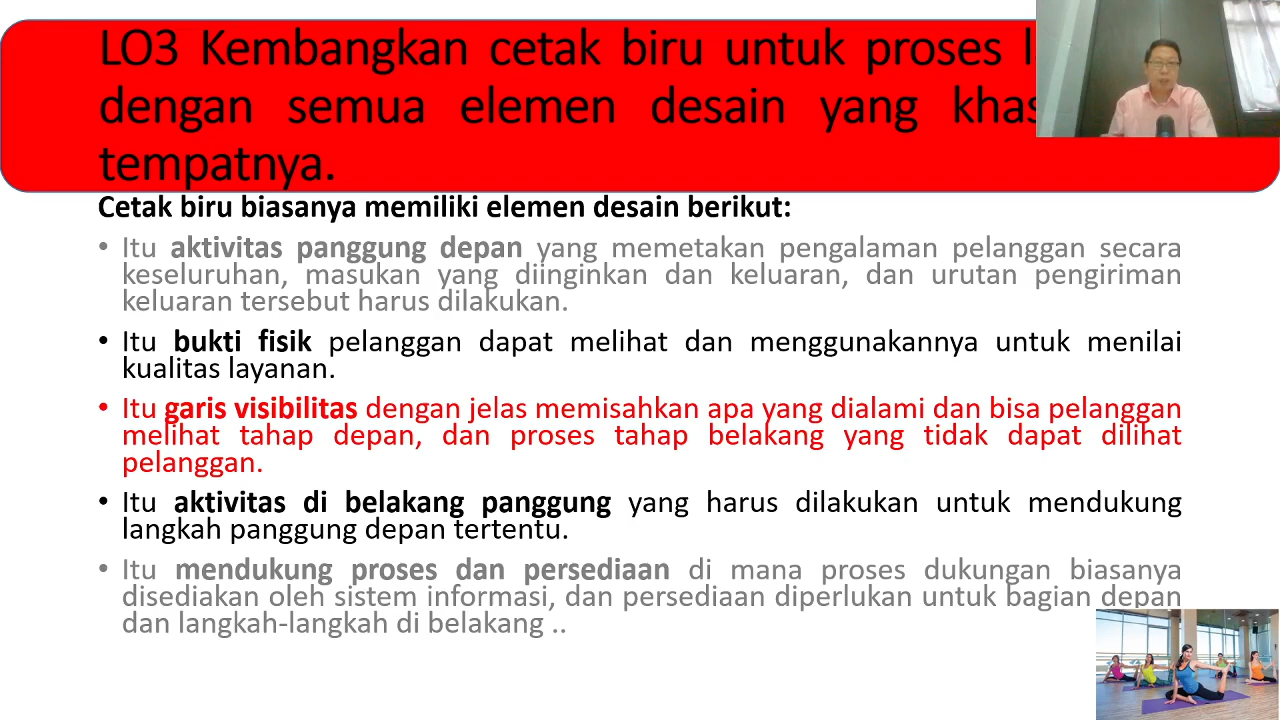 LO3 Kembangkan cetak biru untuk proses
dengan semua elemen desain yang khas
tempatnya.
Cetak biru biasanya memiliki elemen desain berikut:
• Itu aktivitas panggung depan yang memetakan pengalaman pelanggan secara
keseluruhan, masukan yang diinginkan dan keluaran, dan urutan pengiriman
keluaran tersebut harus dilakukan.
• Itu bukti fisik pelanggan dapat melihat dan menggunakannya untuk menilai
kualitas layanan.
• Itu garis visibilitas dengan jelas memisahkan apa yang dialami dan bisa pelanggan
melihat tahap depan, dan proses tahap belakang yang tidak dapat dilihat
pelanggan.
• Itu aktivitas di belakang panggung yang harus dilakukan untuk mendukung
langkah panggung depan tertentu.
• Itu mendukung proses dan persediaan di mana proses dukungan biasanya
disediakan oleh sistem informasi, dan persediaan diperlukan untuk bagian depan
dan langkah-langkah di belakang ..